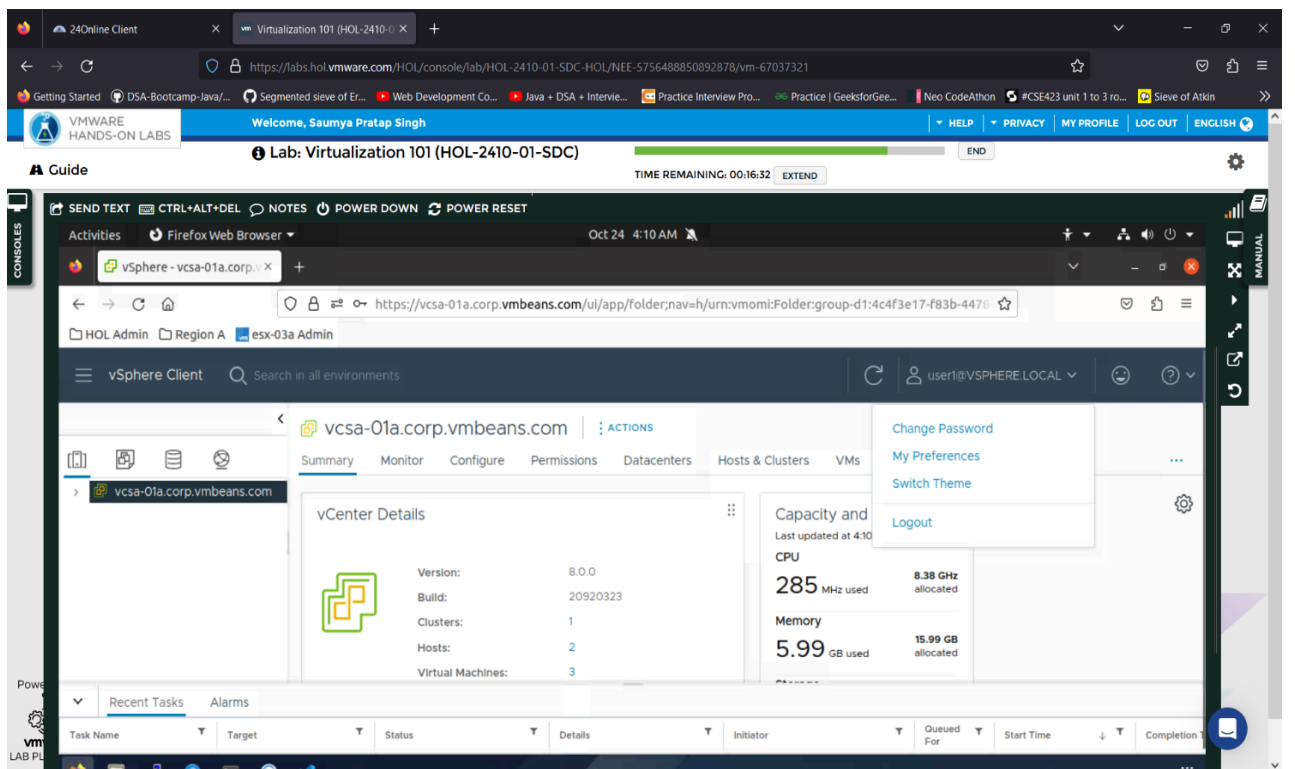 24Online Client
Virtualization 101 (HOL-2410-0
https://labs.hol.vmware.com/HOL/console/lab/HOL-2410-01-SDC-HOL/NEE-5756488850892878/vm-67037321
Getting Started DSA-Bootcamp-Java/... Segmented sieve of Er... Web Development Co... Java + DSA + Intervie... Practice Interview Pro... Practice | GeeksforGee... Neo CodeAthon #CSE423 unit 1 to 3 ro... Sieve of Atkin
VMWARE
HANDS-ON LABS
Welcome, Saumya Pratap Singh
HELP PRIVACY MY PROFILE LOG OUT ENGLISH
Guide
Lab: Virtualization 101 (HOL-2410-01-SDC)
END
TIME REMAINING: 00:16:32 EXTEND
CONSOLES
SEND TEXT CTRL+ALT+DEL NOTES POWER DOWN POWER RESET
MANUAL
Activities Firefox Web Browser Oct 24 4:10 AM
vSphere - vcsa-01a.corp.v
https://vcsa-01a.corp.vmbeans.com/ui/app/folder;nav=h/urn:vmomi:Folder:group-d1:4c4f3e17-f83b-4478-
HOL Admin Region A esx-03a Admin
vSphere Client Search in all environments user1@VSPHERE.LOCAL
Change Password
My Preferences
Switch Theme
Logout
vcsa-01a.corp.vmbeans.com
vcsa-01a.corp.vmbeans.com ACTIONS
Summary Monitor Configure Permissions Datacenters Hosts & Clusters VMs
vCenter Details
Version: 8.0.0
Build: 20920323
Clusters: 1
Hosts: 2
Virtual Machines: 3
Capacity and
Last updated at 4:10
CPU
285 MHz used
8.38 GHz
allocated
Memory
5.99 GB used
15.99 GB
allocated
Recent Tasks Alarms
Task Name Target Status Details Initiator Queued For Start Time Completion
Powe
vm
LAB PL